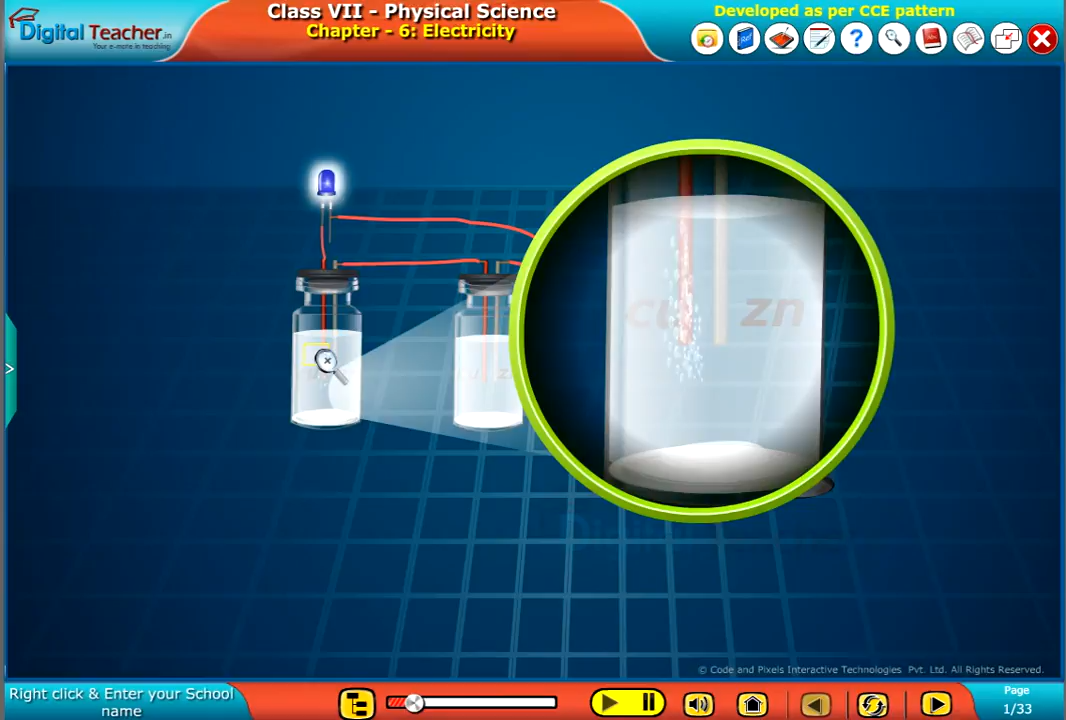 Digital Teacher.in
Your e-mate in teaching
Class VII - Physical Science
Chapter - 6: Electricity
Developed as per CCE pattern
Ref
?
cu zn
© Code and Pixels Interactive Technologies Pvt. Ltd. All Rights Reserved.
Right click & Enter your School
name
Page
1/33